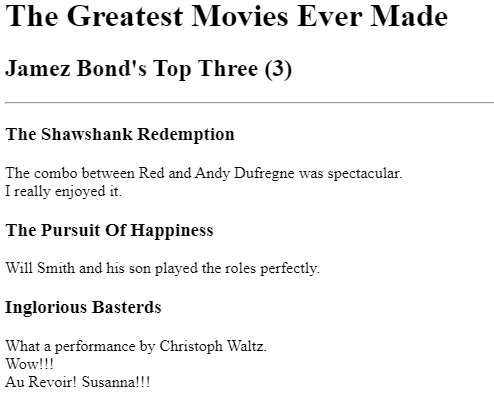 The Greatest Movies Ever Made
Jamez Bond's Top Three (3)
The Shawshank Redemption
The combo between Red and Andy Dufregne was spectacular.
I really enjoyed it.
The Pursuit Of Happiness
Will Smith and his son played the roles perfectly.
Inglorious Basterds
What a performance by Christoph Waltz.
Wow!!!
Au Revoir! Susanna!!!